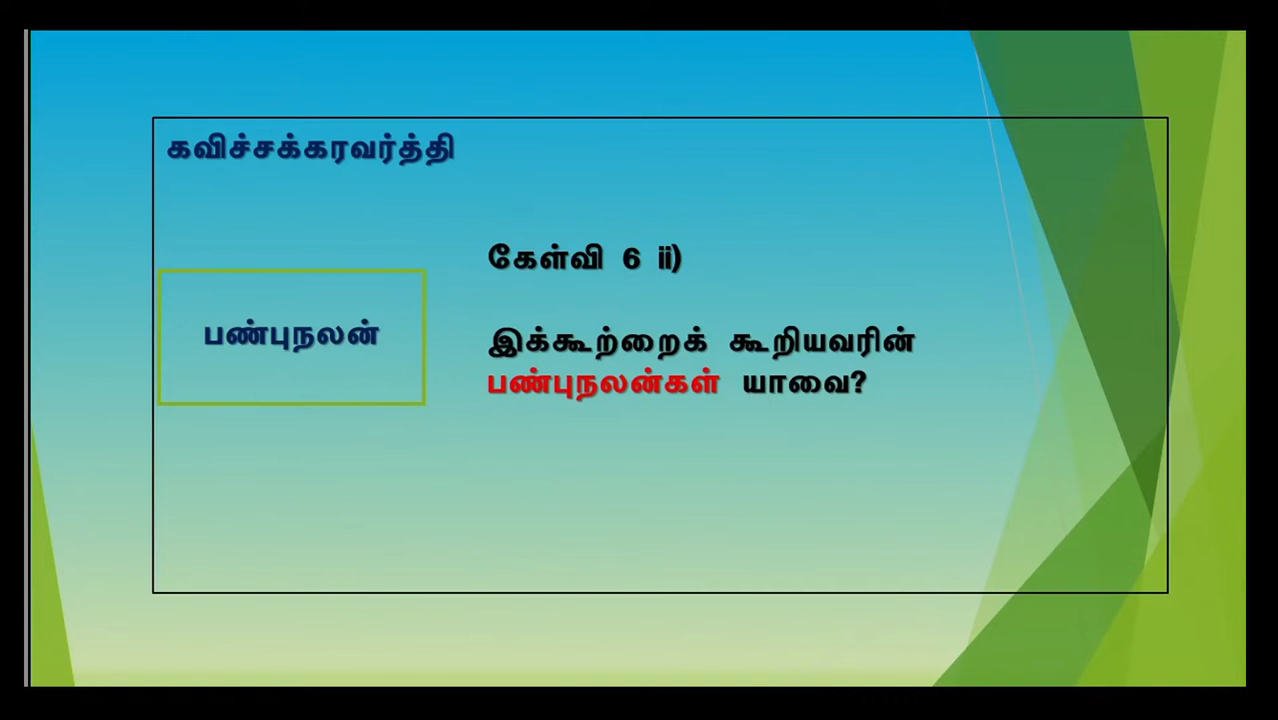 கவிச்சக்கரவர்த்தி
கேள்வி 6 ii)
பண்புநலன்
இக்கூற்றைக் கூறியவரின்
பண்புநலன்கள் யாவை?